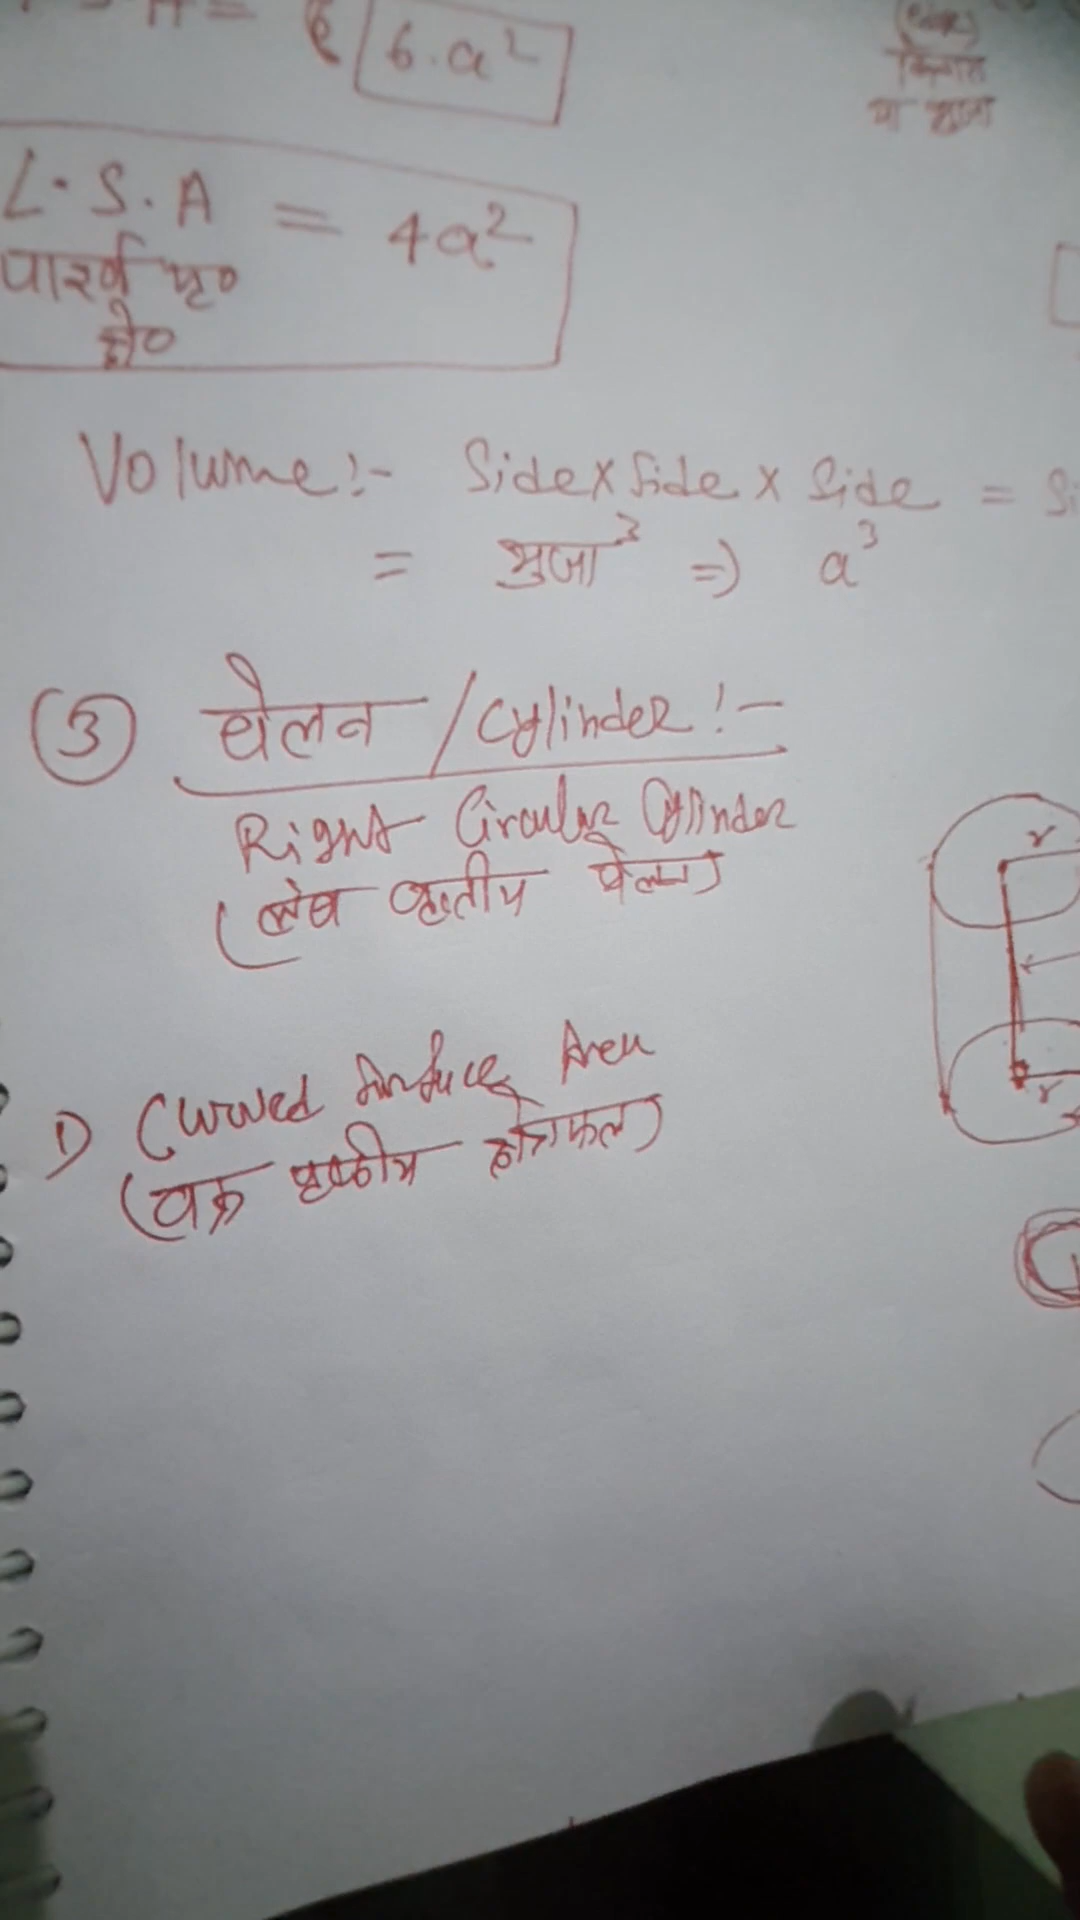 6.a²
(Side)
किनारा
या भुजा
L.S.A = 4a²
पार्श्व पृ०
क्षे०
Volume:- Side x Side x Side =
= भुजा³ => a³
③ बेलन / Cylinder:-
Right Circular Cylinder
(लंब वृत्तीय बेलन)
r
r
1) Curved Surface Area
(वक्र पृष्ठीय क्षेत्रफल)